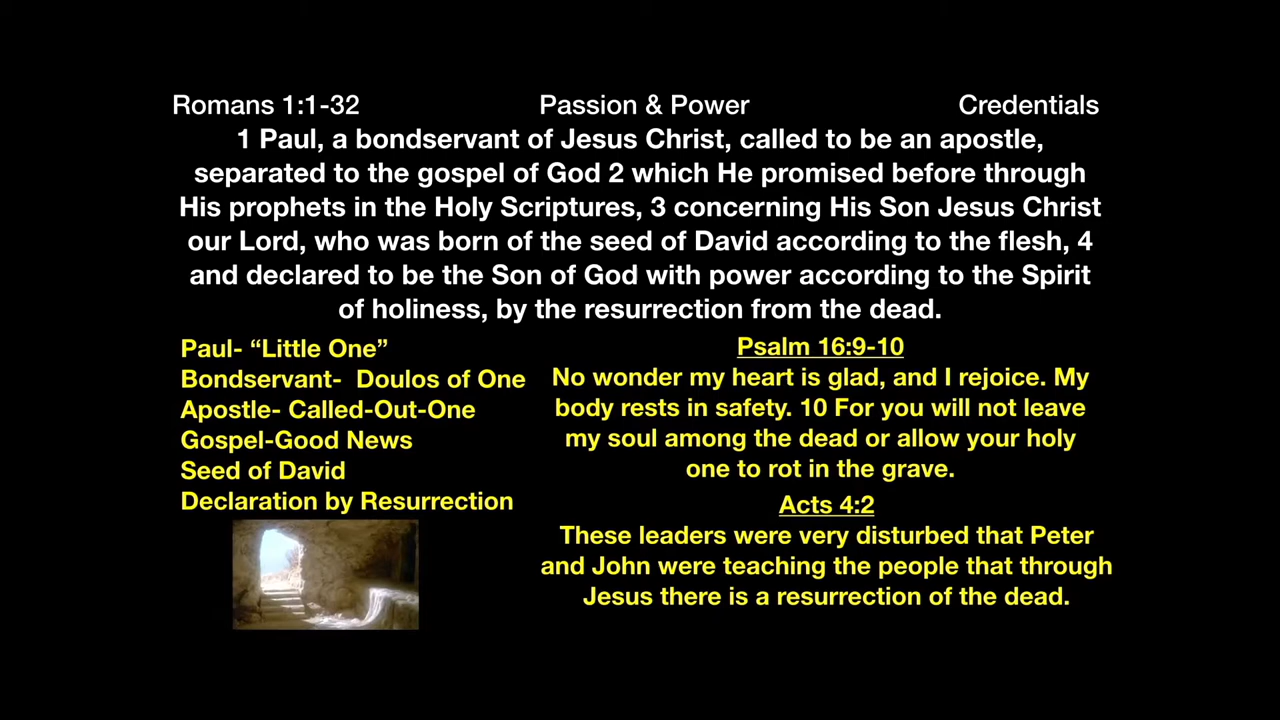 Romans 1:1-32 Passion & Power Credentials
1 Paul, a bondservant of Jesus Christ, called to be an apostle,
separated to the gospel of God 2 which He promised before through
His prophets in the Holy Scriptures, 3 concerning His Son Jesus Christ
our Lord, who was born of the seed of David according to the flesh, 4
and declared to be the Son of God with power according to the Spirit
of holiness, by the resurrection from the dead.
Paul- “Little One”
Bondservant-  Doulos of One
Apostle- Called-Out-One
Gospel-Good News
Seed of David
Declaration by Resurrection
Psalm 16:9-10
No wonder my heart is glad, and I rejoice. My
body rests in safety. 10 For you will not leave
my soul among the dead or allow your holy
one to rot in the grave.
Acts 4:2
These leaders were very disturbed that Peter
and John were teaching the people that through
Jesus there is a resurrection of the dead.